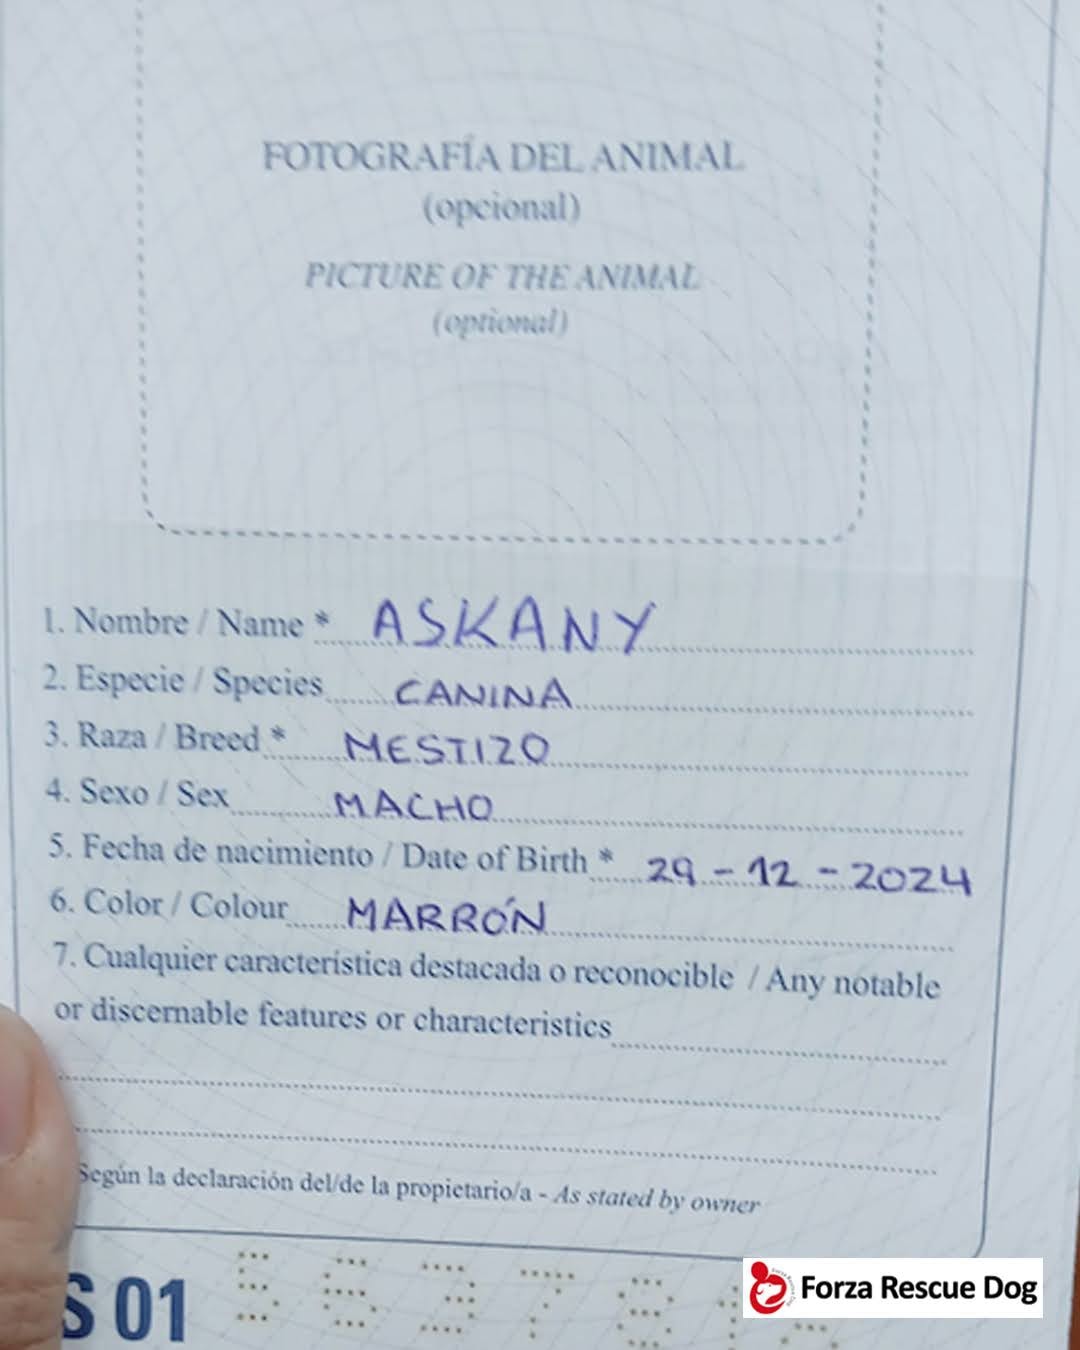 FOTOGRAFÍA DEL ANIMAL
(opcional)
PICTURE OF THE ANIMAL
(optional)
1. Nombre / Name * ASKANY
2. Especie / Species CANINA
3. Raza / Breed * MESTIZO
4. Sexo / Sex MACHO
5. Fecha de nacimiento / Date of Birth * 29-12-2024
6. Color / Colour MARRÓN
7. Cualquier característica destacada o reconocible / Any notable
or discernable features or characteristics
Según la declaración del/de la propietario/a - As stated by owner
S 01
Forza Rescue Dog